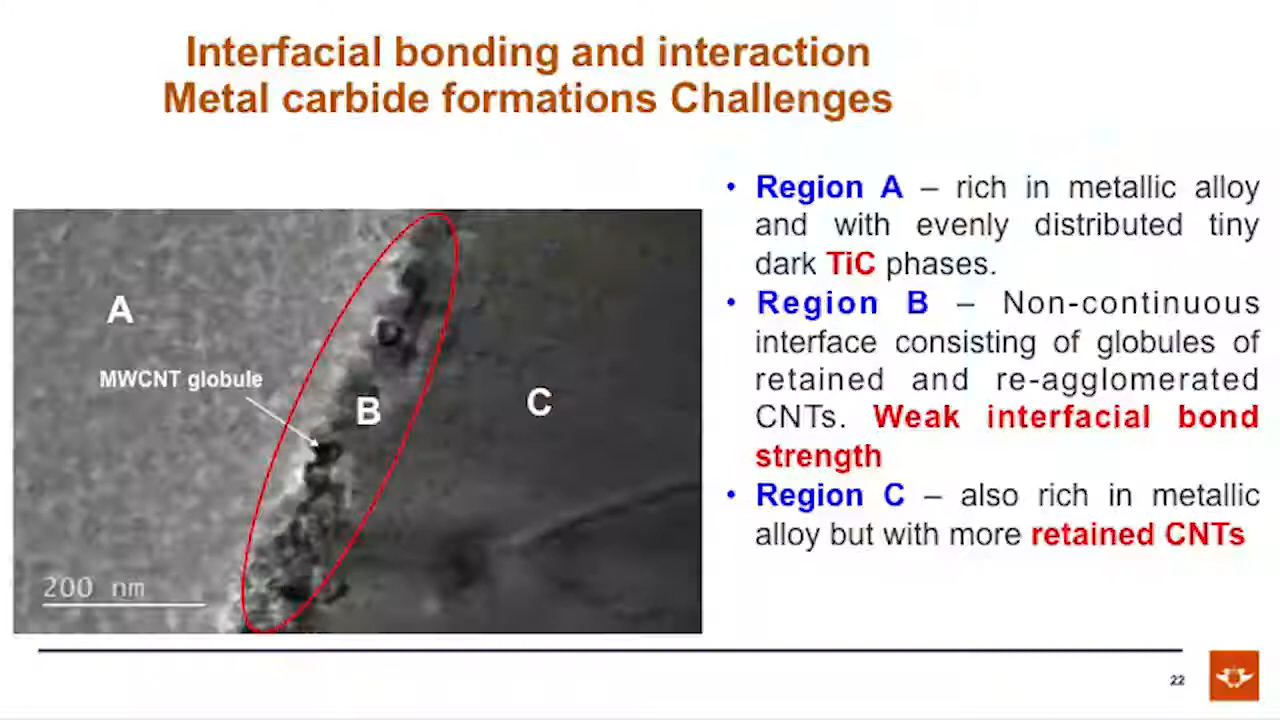 Interfacial bonding and interaction
Metal carbide formations Challenges
• Region A – rich in metallic alloy
and with evenly distributed tiny
dark TiC phases.
• Region B – Non-continuous
interface consisting of globules of
retained and re-agglomerated
CNTs. Weak interfacial bond
strength
• Region C – also rich in metallic
alloy but with more retained CNTs
A
MWCNT globule
B
C
200 nm
22